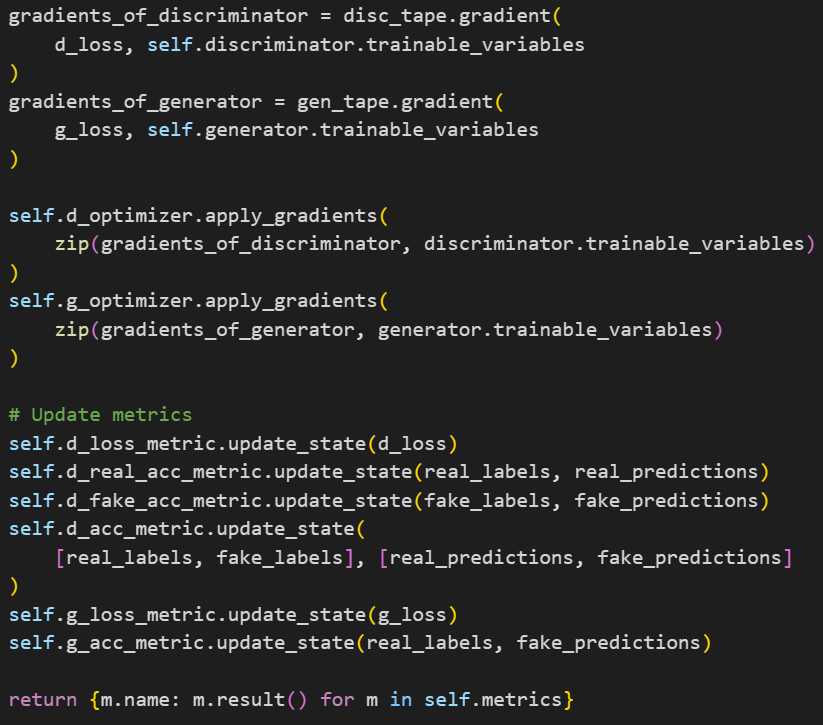 gradients_of_discriminator = disc_tape.gradient(
    d_loss, self.discriminator.trainable_variables
)
gradients_of_generator = gen_tape.gradient(
    g_loss, self.generator.trainable_variables
)

self.d_optimizer.apply_gradients(
    zip(gradients_of_discriminator, discriminator.trainable_variables)
)
self.g_optimizer.apply_gradients(
    zip(gradients_of_generator, generator.trainable_variables)
)

# Update metrics
self.d_loss_metric.update_state(d_loss)
self.d_real_acc_metric.update_state(real_labels, real_predictions)
self.d_fake_acc_metric.update_state(fake_labels, fake_predictions)
self.d_acc_metric.update_state(
    [real_labels, fake_labels], [real_predictions, fake_predictions]
)
self.g_loss_metric.update_state(g_loss)
self.g_acc_metric.update_state(real_labels, fake_predictions)

return {m.name: m.result() for m in self.metrics}